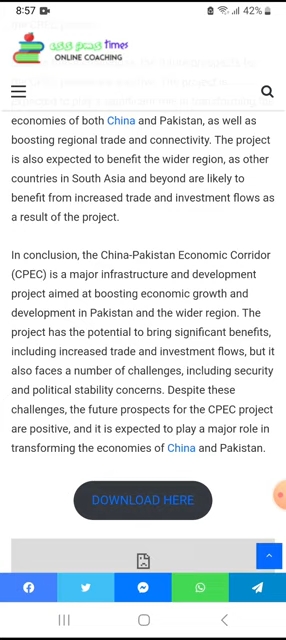 8:57
42%
times
ONLINE COACHING
economies of both China and Pakistan, as well as
boosting regional trade and connectivity. The project
is also expected to benefit the wider region, as other
countries in South Asia and beyond are likely to
benefit from increased trade and investment flows as
a result of the project.
In conclusion, the China-Pakistan Economic Corridor
(CPEC) is a major infrastructure and development
project aimed at boosting economic growth and
development in Pakistan and the wider region. The
project has the potential to bring significant benefits,
including increased trade and investment flows, but it
also faces a number of challenges, including security
and political stability concerns. Despite these
challenges, the future prospects for the CPEC project
are positive, and it is expected to play a major role in
transforming the economies of China and Pakistan.
DOWNLOAD HERE